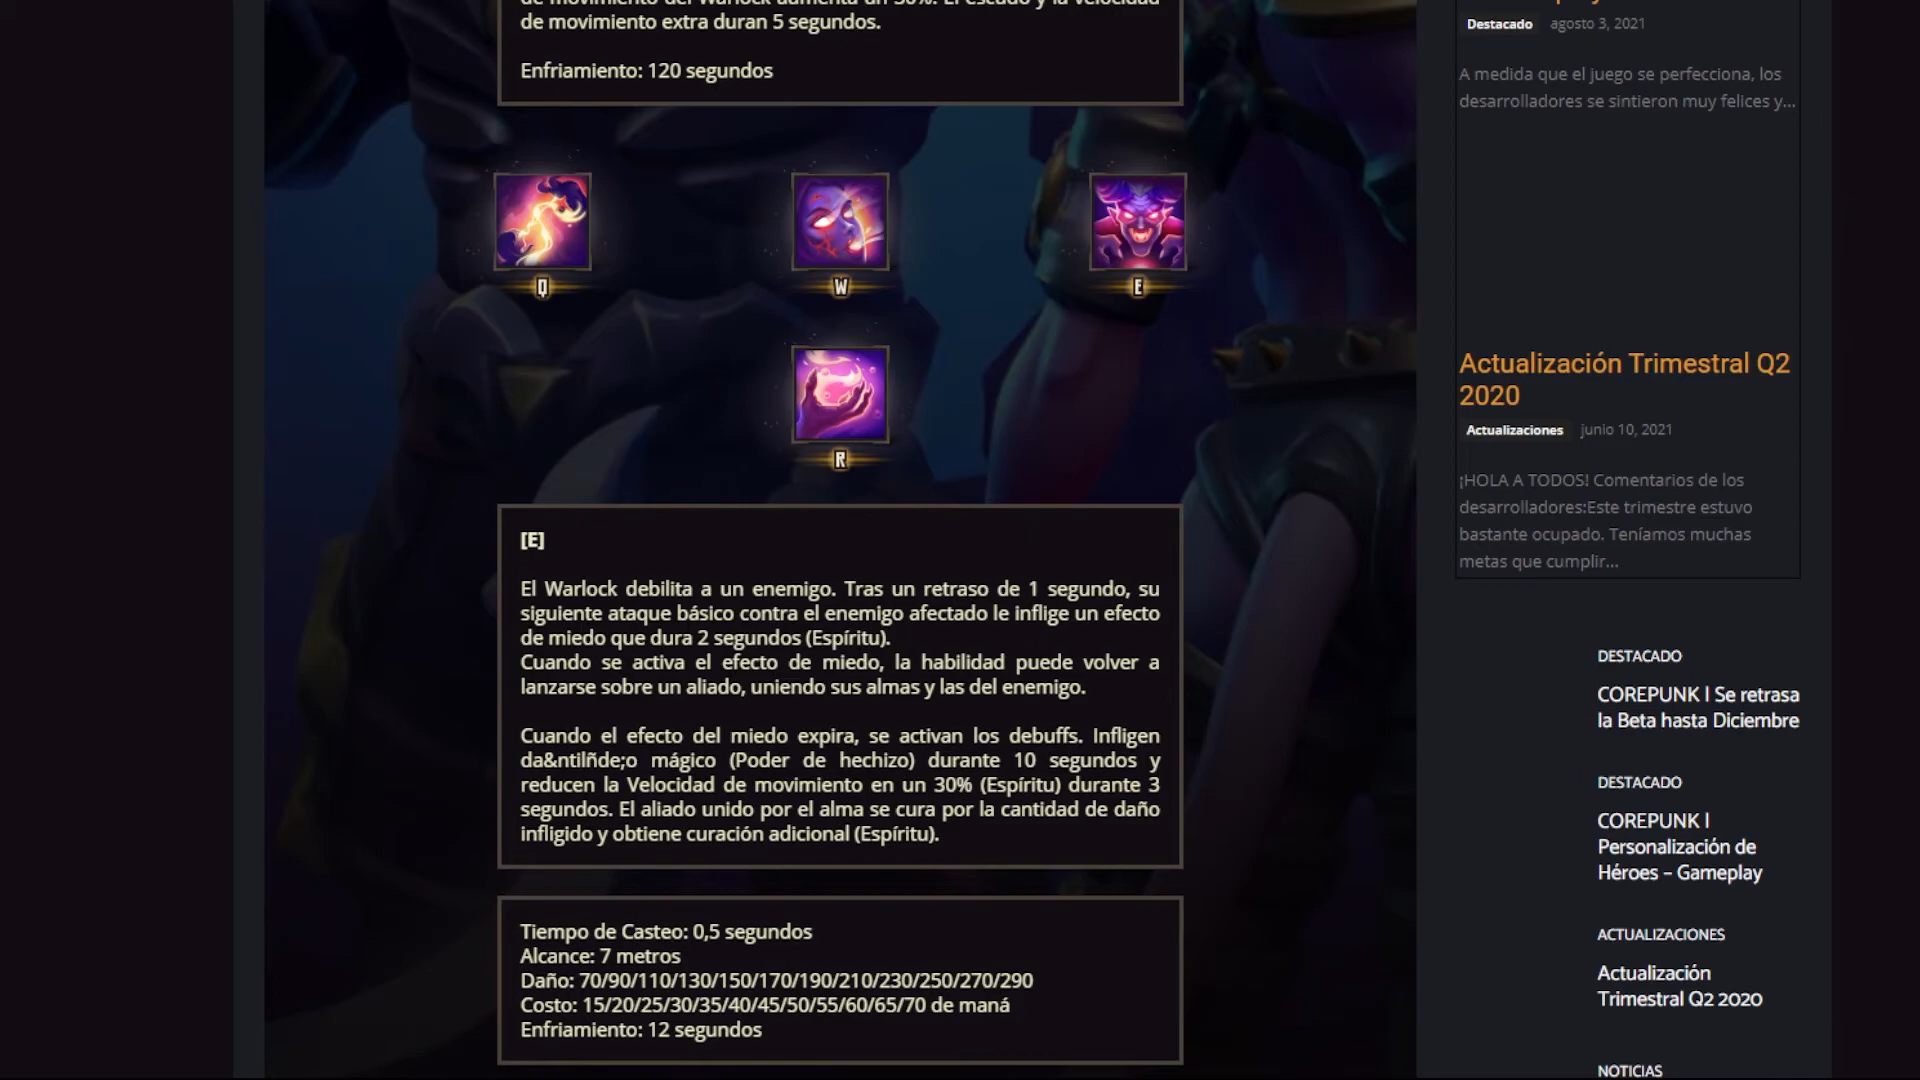 de movimiento del Warlock aumenta un 30%. El escudo y la velocidad
de movimiento extra duran 5 segundos.
Enfriamiento: 120 segundos
Q
W
E
R
[E]
El Warlock debilita a un enemigo. Tras un retraso de 1 segundo, su
siguiente ataque básico contra el enemigo afectado le inflige un efecto
de miedo que dura 2 segundos (Espíritu).
Cuando se activa el efecto de miedo, la habilidad puede volver a
lanzarse sobre un aliado, uniendo sus almas y las del enemigo.
Cuando el efecto del miedo expira, se activan los debuffs. Infligen
da&ntilñde;o mágico (Poder de hechizo) durante 10 segundos y
reducen la Velocidad de movimiento en un 30% (Espíritu) durante 3
segundos. El aliado unido por el alma se cura por la cantidad de daño
infligido y obtiene curación adicional (Espíritu).
Tiempo de Casteo: 0,5 segundos
Alcance: 7 metros
Daño: 70/90/110/130/150/170/190/210/230/250/270/290
Costo: 15/20/25/30/35/40/45/50/55/60/65/70 de maná
Enfriamiento: 12 segundos
Destacado agosto 3, 2021
A medida que el juego se perfecciona, los
desarrolladores se sintieron muy felices y...
Actualización Trimestral Q2
2020
Actualizaciones junio 10, 2021
¡HOLA A TODOS! Comentarios de los
desarrolladores:Este trimestre estuvo
bastante ocupado. Teníamos muchas
metas que cumplir...
DESTACADO
COREPUNK | Se retrasa
la Beta hasta Diciembre
DESTACADO
COREPUNK |
Personalización de
Héroes – Gameplay
ACTUALIZACIONES
Actualización
Trimestral Q2 2020
NOTICIAS